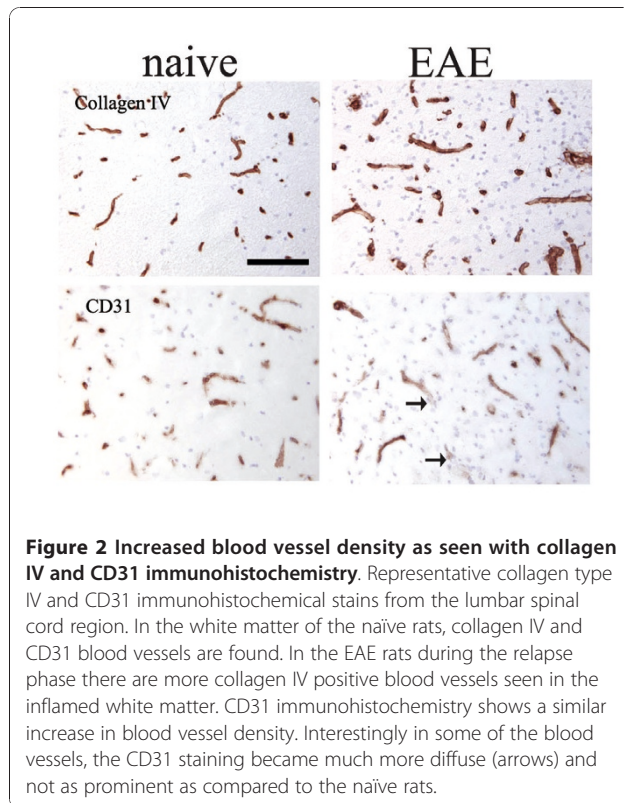 naive EAE
Collagen IV
CD31
Figure 2 Increased blood vessel density as seen with collagen
IV and CD31 immunohistochemistry. Representative collagen type
IV and CD31 immunohistochemical stains from the lumbar spinal
cord region. In the white matter of the naïve rats, collagen IV and
CD31 blood vessels are found. In the EAE rats during the relapse
phase there are more collagen IV positive blood vessels seen in the
inflamed white matter. CD31 immunohistochemistry shows a similar
increase in blood vessel density. Interestingly in some of the blood
vessels, the CD31 staining became much more diffuse (arrows) and
not as prominent as compared to the naïve rats.